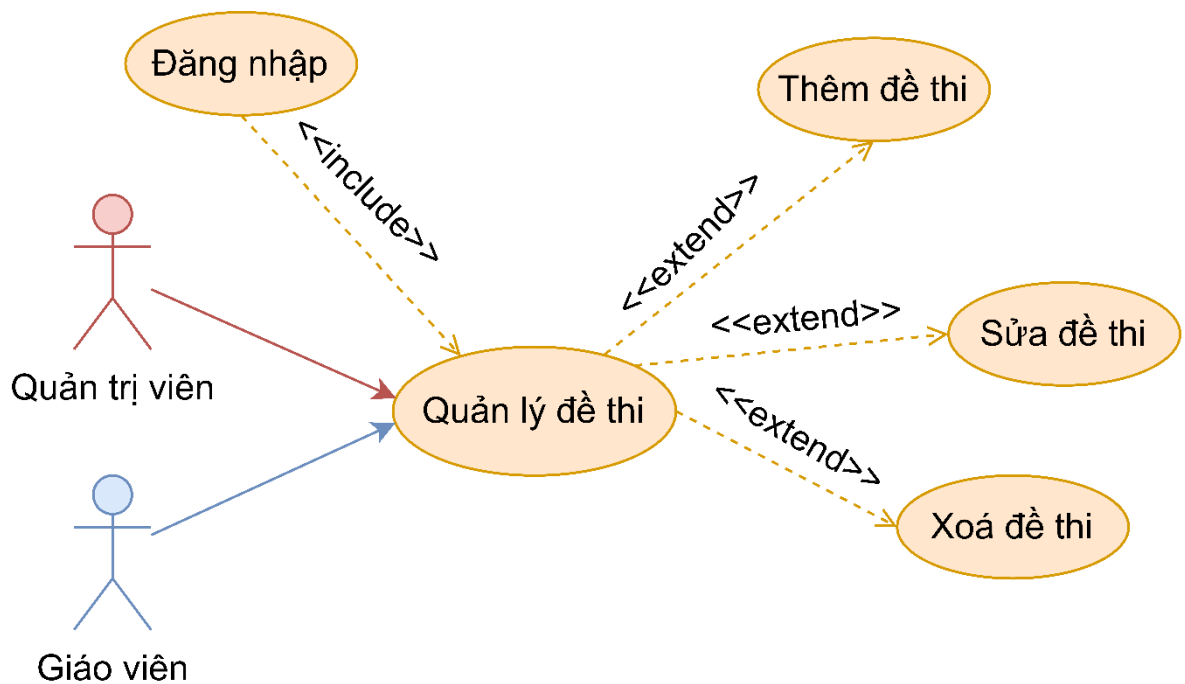 Đăng nhập
Thêm đề thi
<<include>>
<<extend>>
<<extend>>
Sửa đề thi
Quản trị viên
Quản lý đề thi
<<extend>>
Xoá đề thi
Giáo viên